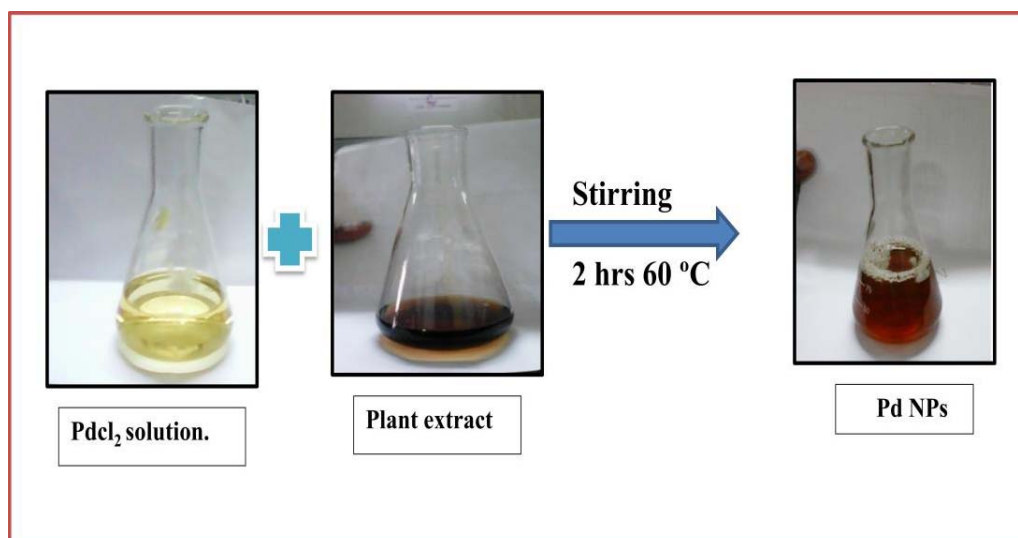 Pdcl₂ solution.
Plant extract
Stirring
2 hrs 60 ºC
Pd NPs